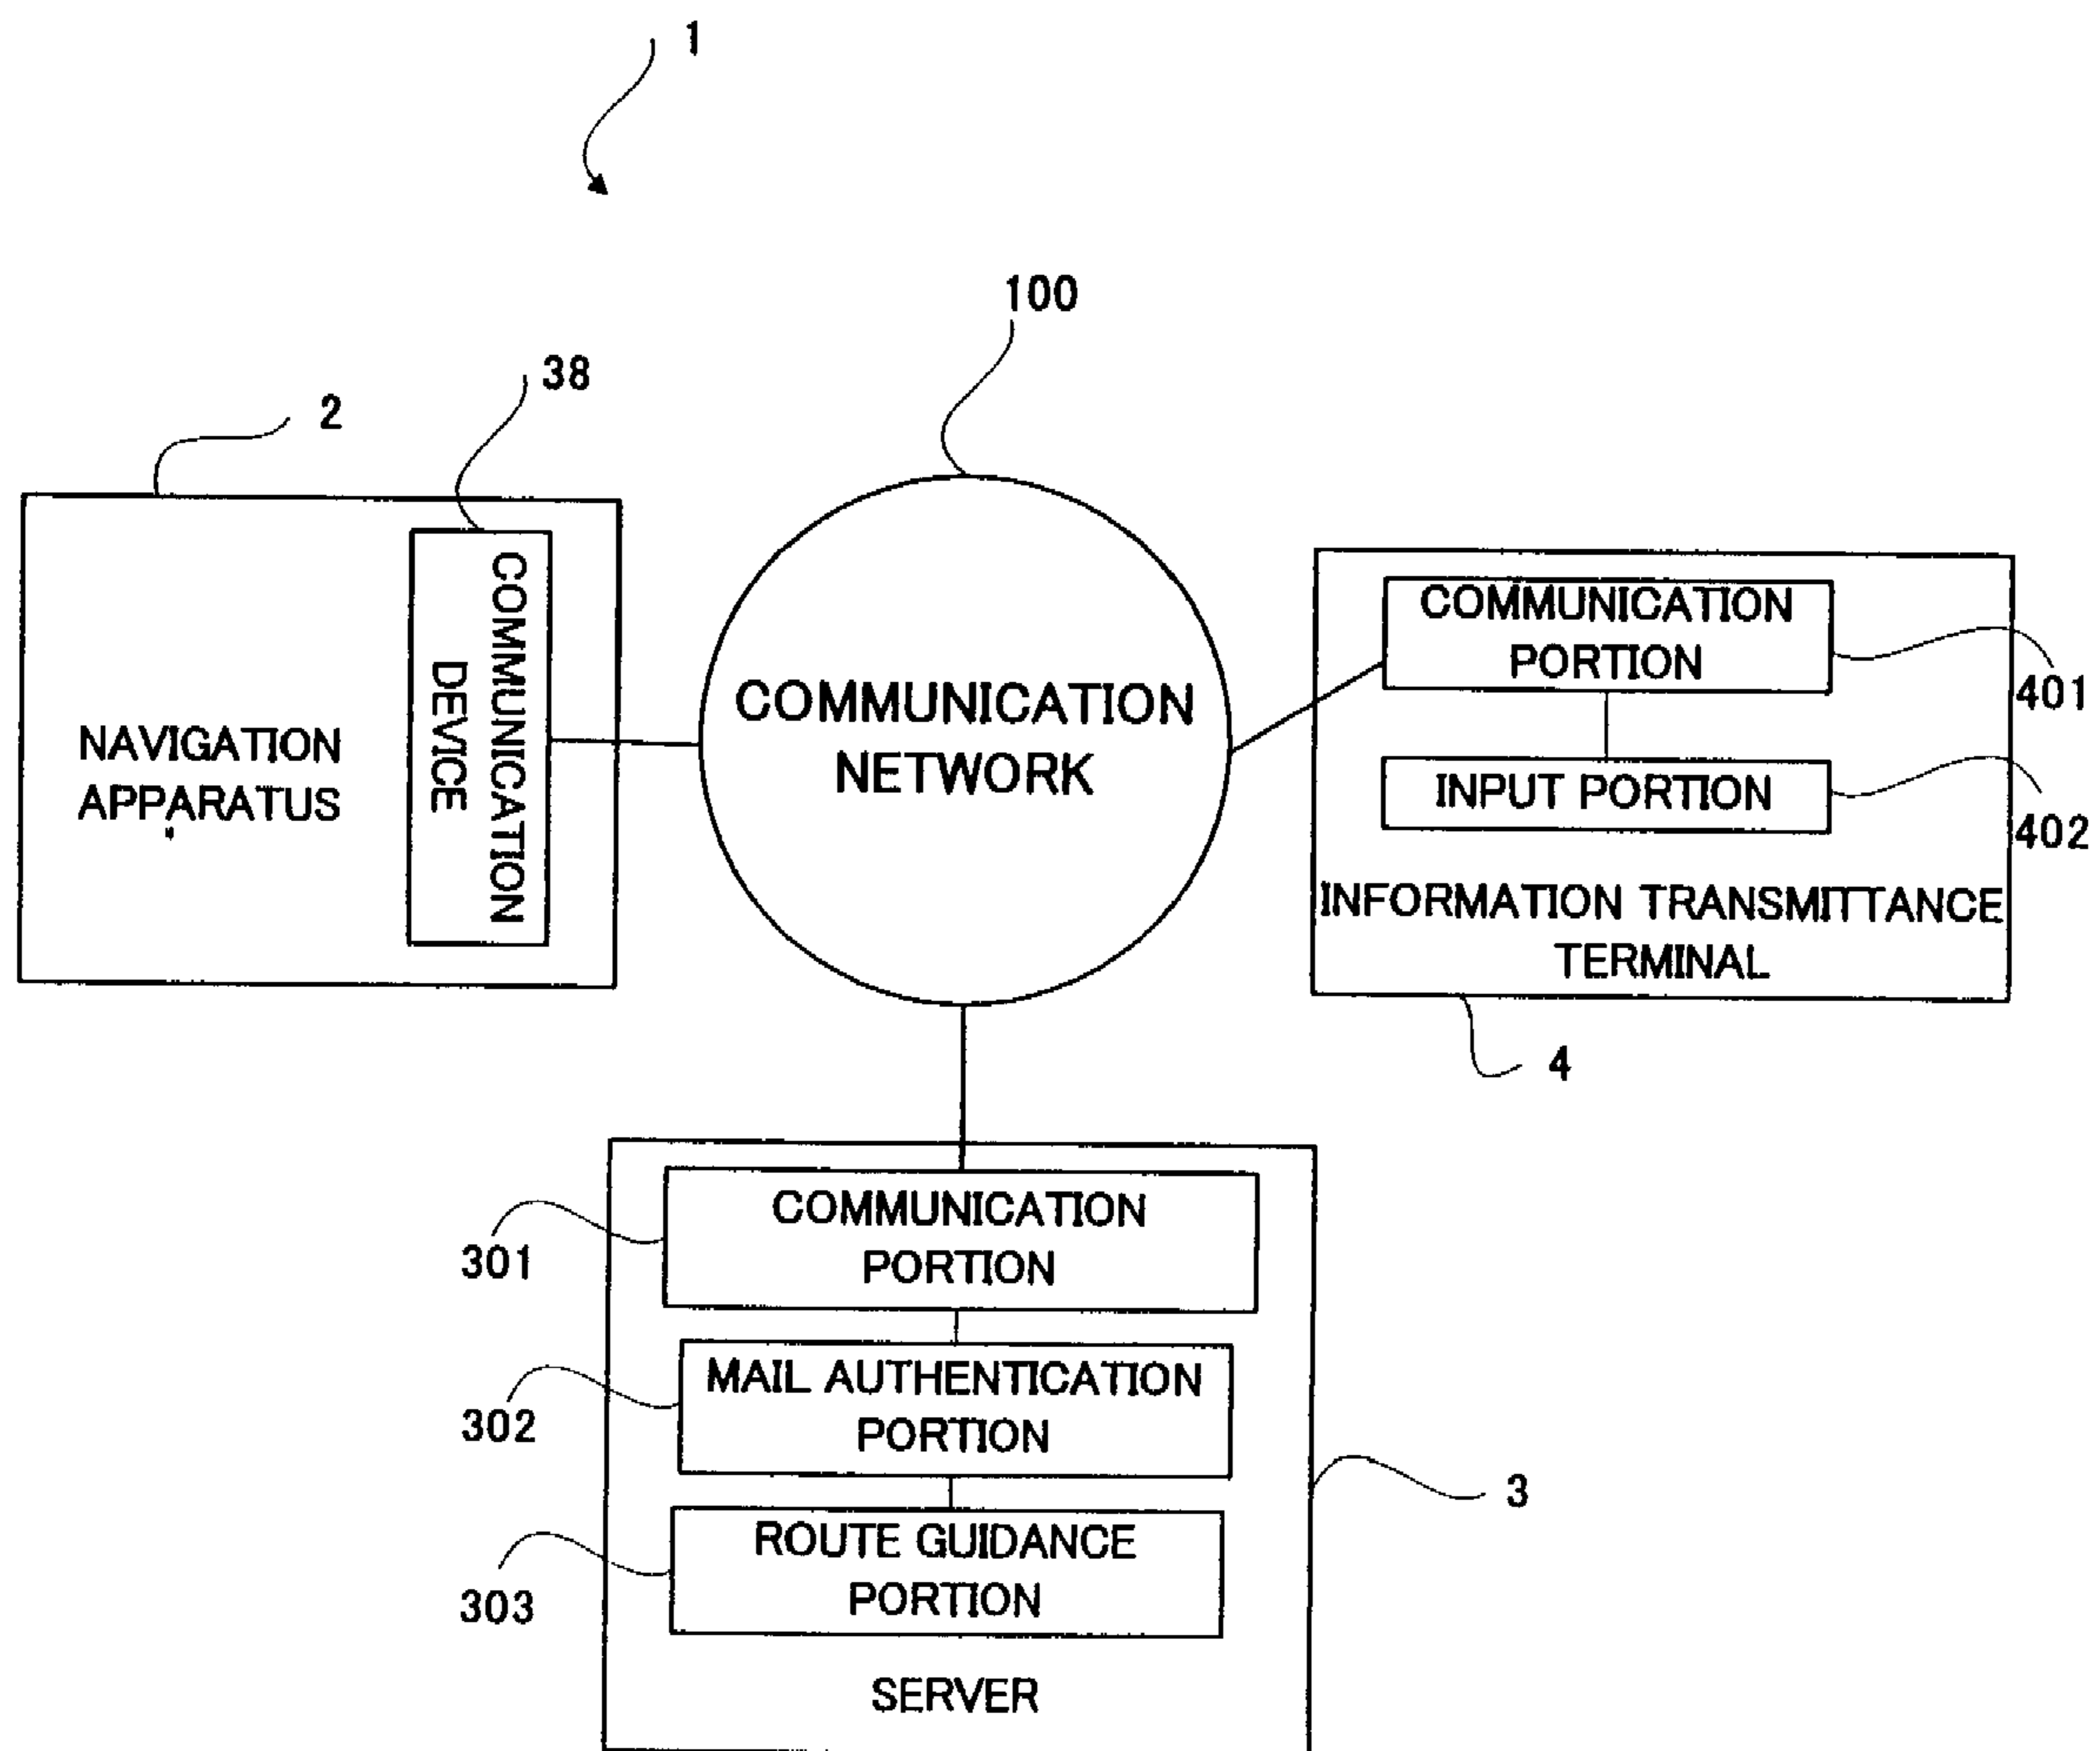 1
100
38
2
COMMUNICATION
DEVICE
NAVIGATION
APPARATUS
COMMUNICATION
NETWORK
COMMUNICATION
PORTION
401
INPUT PORTION
402
INFORMATION TRANSMITTANCE
TERMINAL
4
COMMUNICATION
PORTION
301
MAIL AUTHENTICATION
PORTION
302
3
ROUTE GUIDANCE
PORTION
303
SERVER